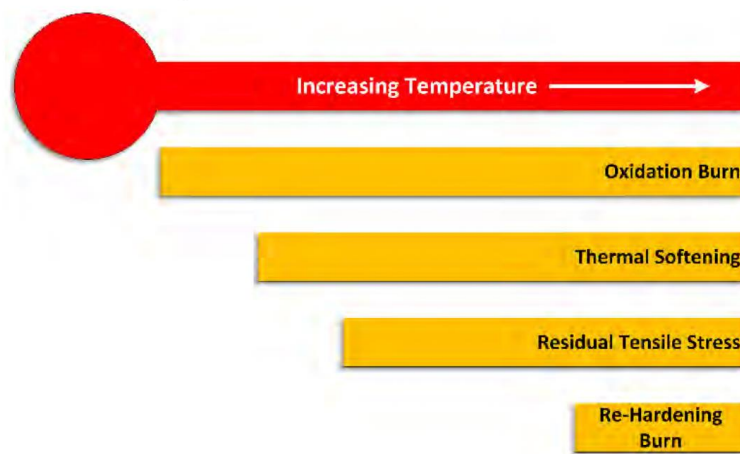 Increasing Temperature
Oxidation Burn
Thermal Softening
Residual Tensile Stress
Re-Hardening
Burn